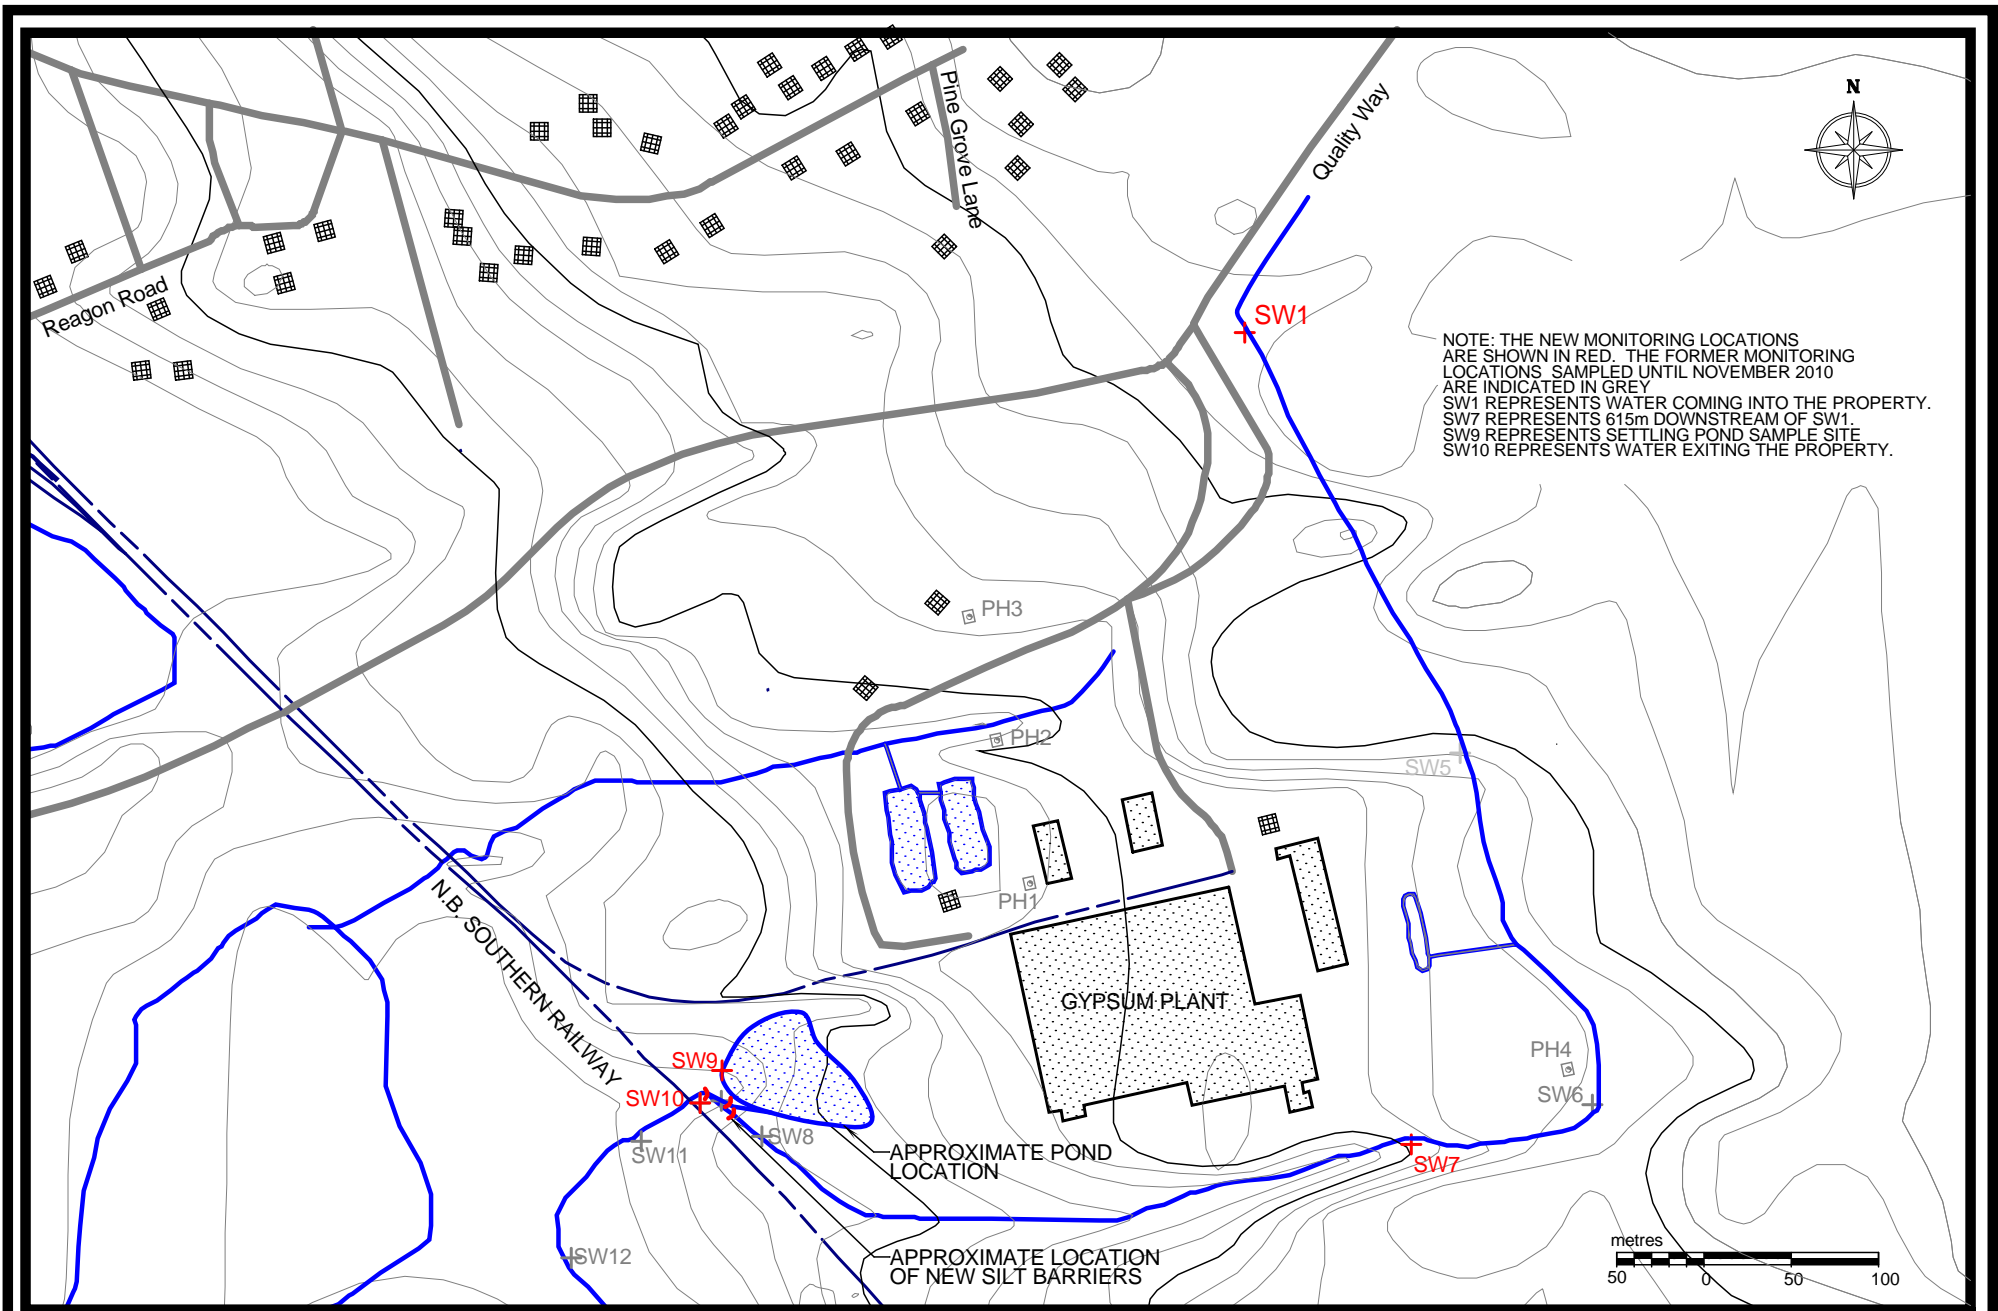 N
Pine Grove Lane
Quality Way
Reagon Road
SW1
NOTE: THE NEW MONITORING LOCATIONS
ARE SHOWN IN RED. THE FORMER MONITORING
LOCATIONS SAMPLED UNTIL NOVEMBER 2010
ARE INDICATED IN GREY
SW1 REPRESENTS WATER COMING INTO THE PROPERTY.
SW7 REPRESENTS 615m DOWNSTREAM OF SW1.
SW9 REPRESENTS SETTLING POND SAMPLE SITE
SW10 REPRESENTS WATER EXITING THE PROPERTY.
PH3
PH2
SW5
PH1
N.B. SOUTHERN RAILWAY
GYPSUM PLANT
PH4
SW9
SW10
SW6
SW8
SW11
APPROXIMATE POND
LOCATION
SW7
SW12
APPROXIMATE LOCATION
OF NEW SILT BARRIERS
metres
50 0 50 100